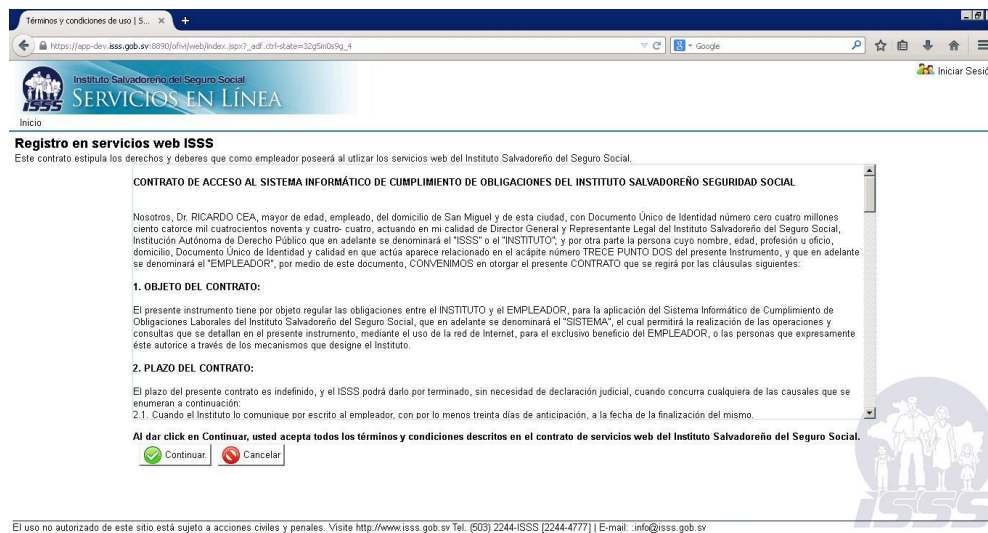 Términos y condiciones de uso | S...
https://app-dev.isss.gob.sv:8890/ofivi/web/index.jspx?_adf.ctrl-state=32g5m0s9g_4
Google
Iniciar Sesió
Instituto Salvadoreño del Seguro Social
SERVICIOS EN LÍNEA
ISSS
Inicio
Registro en servicios web ISSS
Este contrato estipula los derechos y deberes que como empleador poseerá al utlizar los servicios web del Instituto Salvadoreño del Seguro Social.
CONTRATO DE ACCESO AL SISTEMA INFORMÁTICO DE CUMPLIMIENTO DE OBLIGACIONES DEL INSTITUTO SALVADOREÑO SEGURIDAD SOCIAL
Nosotros, Dr. RICARDO CEA, mayor de edad, empleado, del domicilio de San Miguel y de esta ciudad, con Documento Único de Identidad número cero cuatro millones
ciento catorce mil cuatrocientos noventa y cuatro- cuatro, actuando en mi calidad de Director General y Representante Legal del Instituto Salvadoreño del Seguro Social,
Institución Autónoma de Derecho Público que en adelante se denominará el "ISSS" o el "INSTITUTO"; y por otra parte la persona cuyo nombre, edad, profesión u oficio,
domicilio, Documento Único de Identidad y calidad en que actúa aparece relacionado en el acápite número TRECE PUNTO DOS del presente Instrumento, y que en adelante
se denominará el "EMPLEADOR", por medio de este documento, CONVENIMOS en otorgar el presente CONTRATO que se regirá por las cláusulas siguientes:
1. OBJETO DEL CONTRATO:
El presente instrumento tiene por objeto regular las obligaciones entre el INSTITUTO y el EMPLEADOR, para la aplicación del Sistema Informático de Cumplimiento de
Obligaciones Laborales del Instituto Salvadoreño del Seguro Social, que en adelante se denominará el "SISTEMA", el cual permitirá la realización de las operaciones y
consultas que se detallan en el presente instrumento, mediante el uso de la red de Internet, para el exclusivo beneficio del EMPLEADOR, o las personas que expresamente
éste autorice a través de los mecanismos que designe el Instituto.
2. PLAZO DEL CONTRATO:
El plazo del presente contrato es indefinido, y el ISSS podrá darlo por terminado, sin necesidad de declaración judicial, cuando concurra cualquiera de las causales que se
enumeran a continuación:
2.1. Cuando el Instituto lo comunique por escrito al empleador, con por lo menos treinta días de anticipación, a la fecha de la finalización del mismo.
Al dar click en Continuar, usted acepta todos los términos y condiciones descritos en el contrato de servicios web del Instituto Salvadoreño del Seguro Social.
Continuar. Cancelar
ISSS
El uso no autorizado de este sitio está sujeto a acciones civiles y penales. Visite http://www.isss.gob.sv Tel. (503) 2244-ISSS [2244-4777] | E-mail: :info@isss.gob.sv